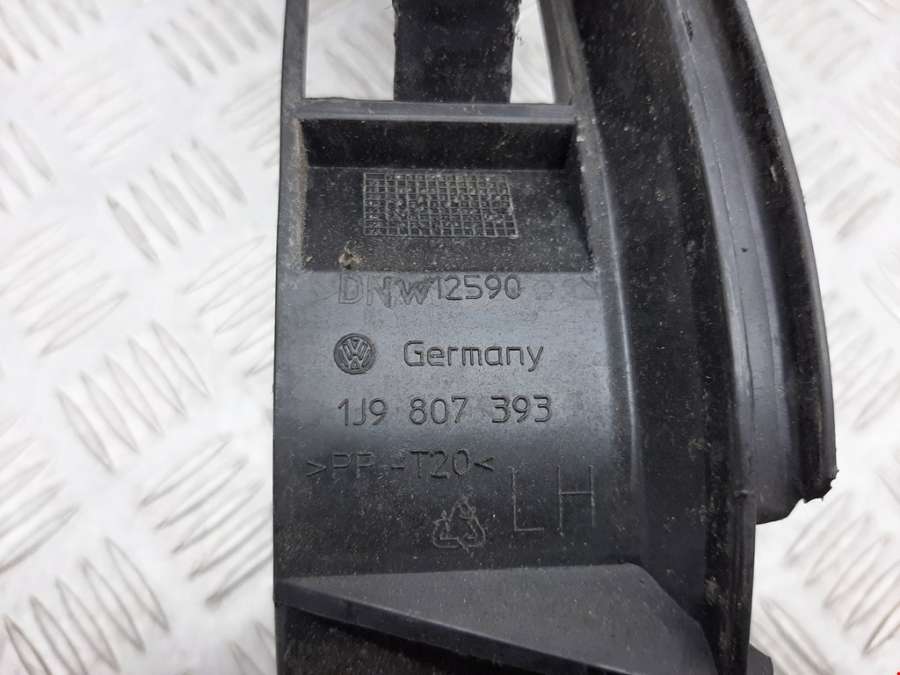 DNW12590
Germany
1J9 807 393
>PP-T20<
LH